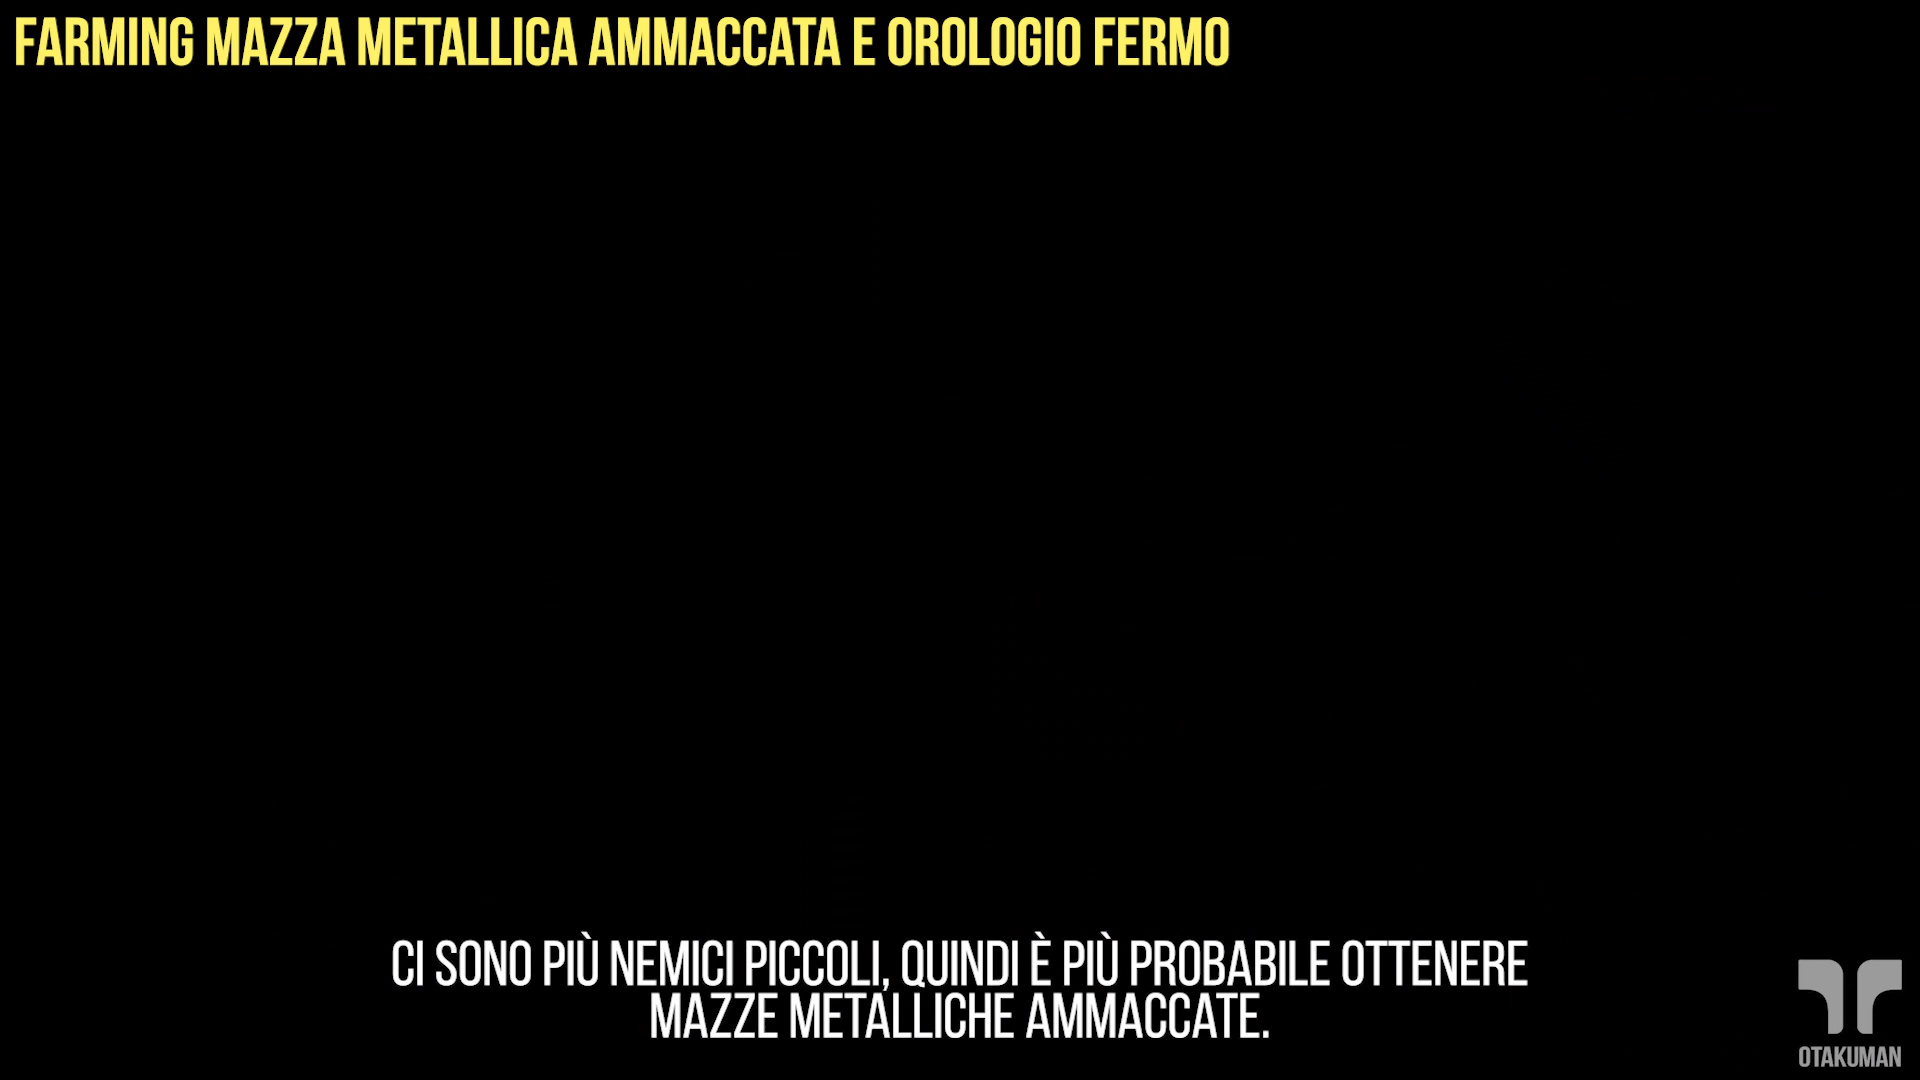 FARMING MAZZA METALLICA AMMACCATA E OROLOGIO FERMO
CI SONO PIÙ NEMICI PICCOLI, QUINDI È PIÙ PROBABILE OTTENERE
MAZZE METALLICHE AMMACCATE.
OTAKUMAN